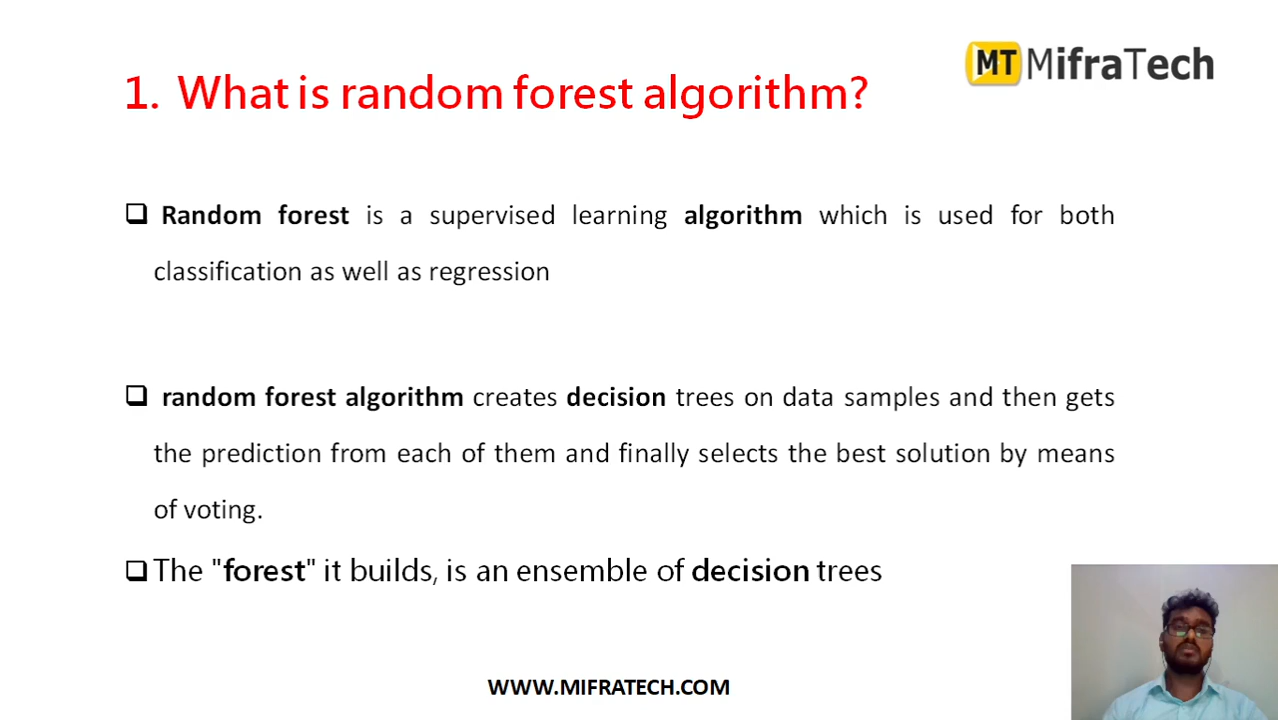 MT MifraTech
1. What is random forest algorithm?
❑ Random forest is a supervised learning algorithm which is used for both
classification as well as regression
❑ random forest algorithm creates decision trees on data samples and then gets
the prediction from each of them and finally selects the best solution by means
of voting.
❑ The "forest" it builds, is an ensemble of decision trees
WWW.MIFRATECH.COM